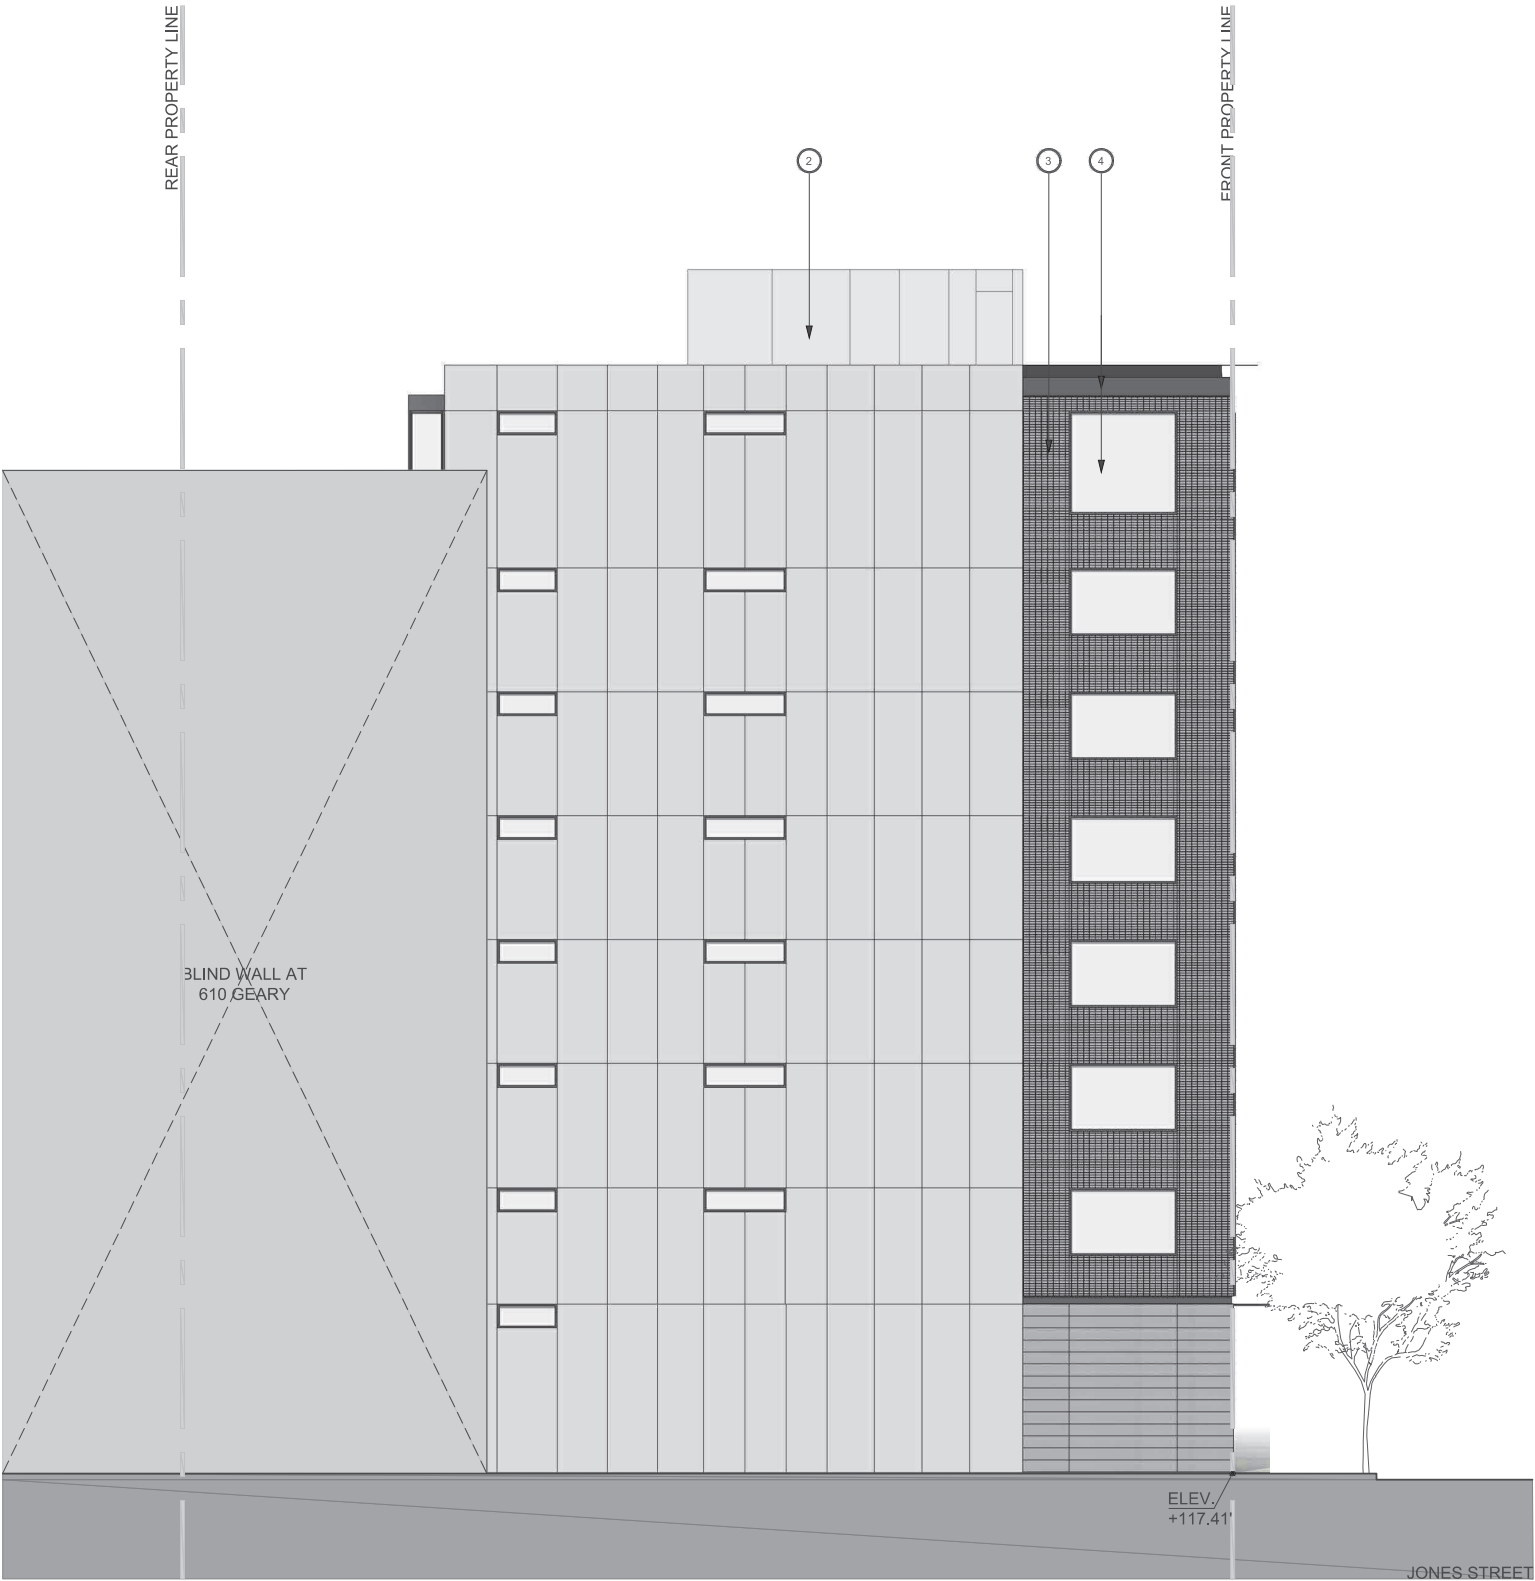 REAR PROPERTY LINE
FRONT PROPERTY LINE
2
3
4
BLIND WALL AT
610 GEARY
ELEV.
+117.41'
JONES STREET